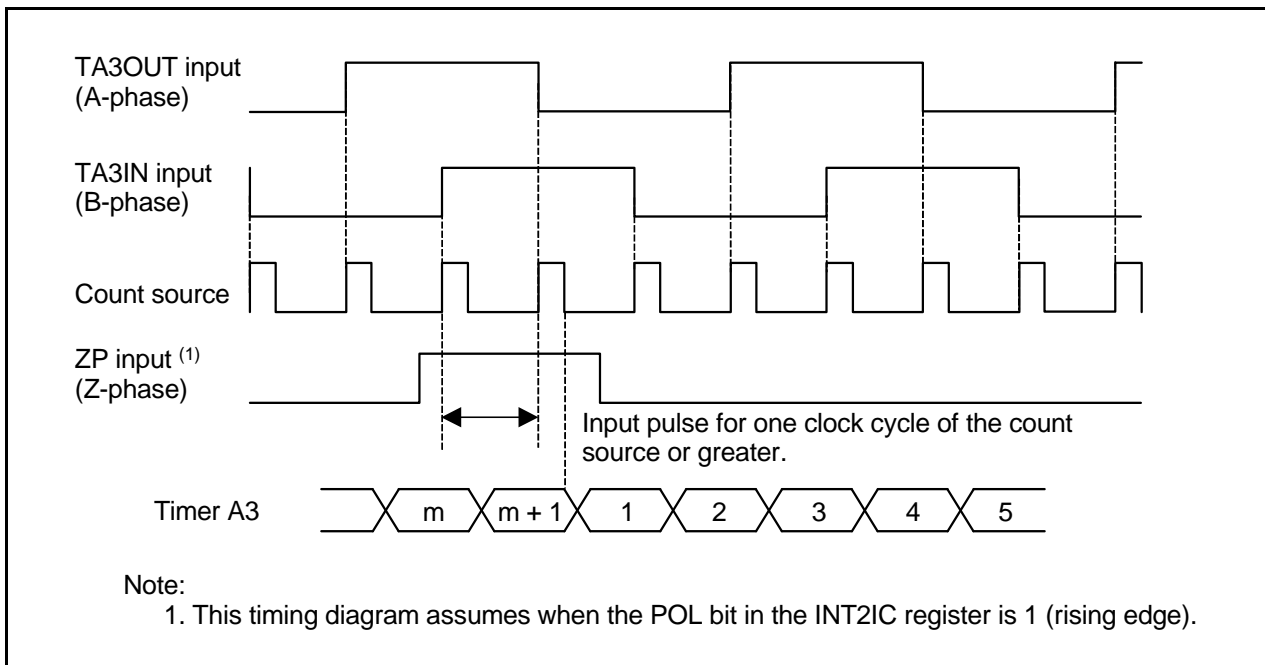 TA3OUT input
(A-phase)
TA3IN input
(B-phase)
Count source
ZP input (1)
(Z-phase)
Input pulse for one clock cycle of the count
source or greater.
Timer A3
m
m + 1
1
2
3
4
5
Note:
1. This timing diagram assumes when the POL bit in the INT2IC register is 1 (rising edge).